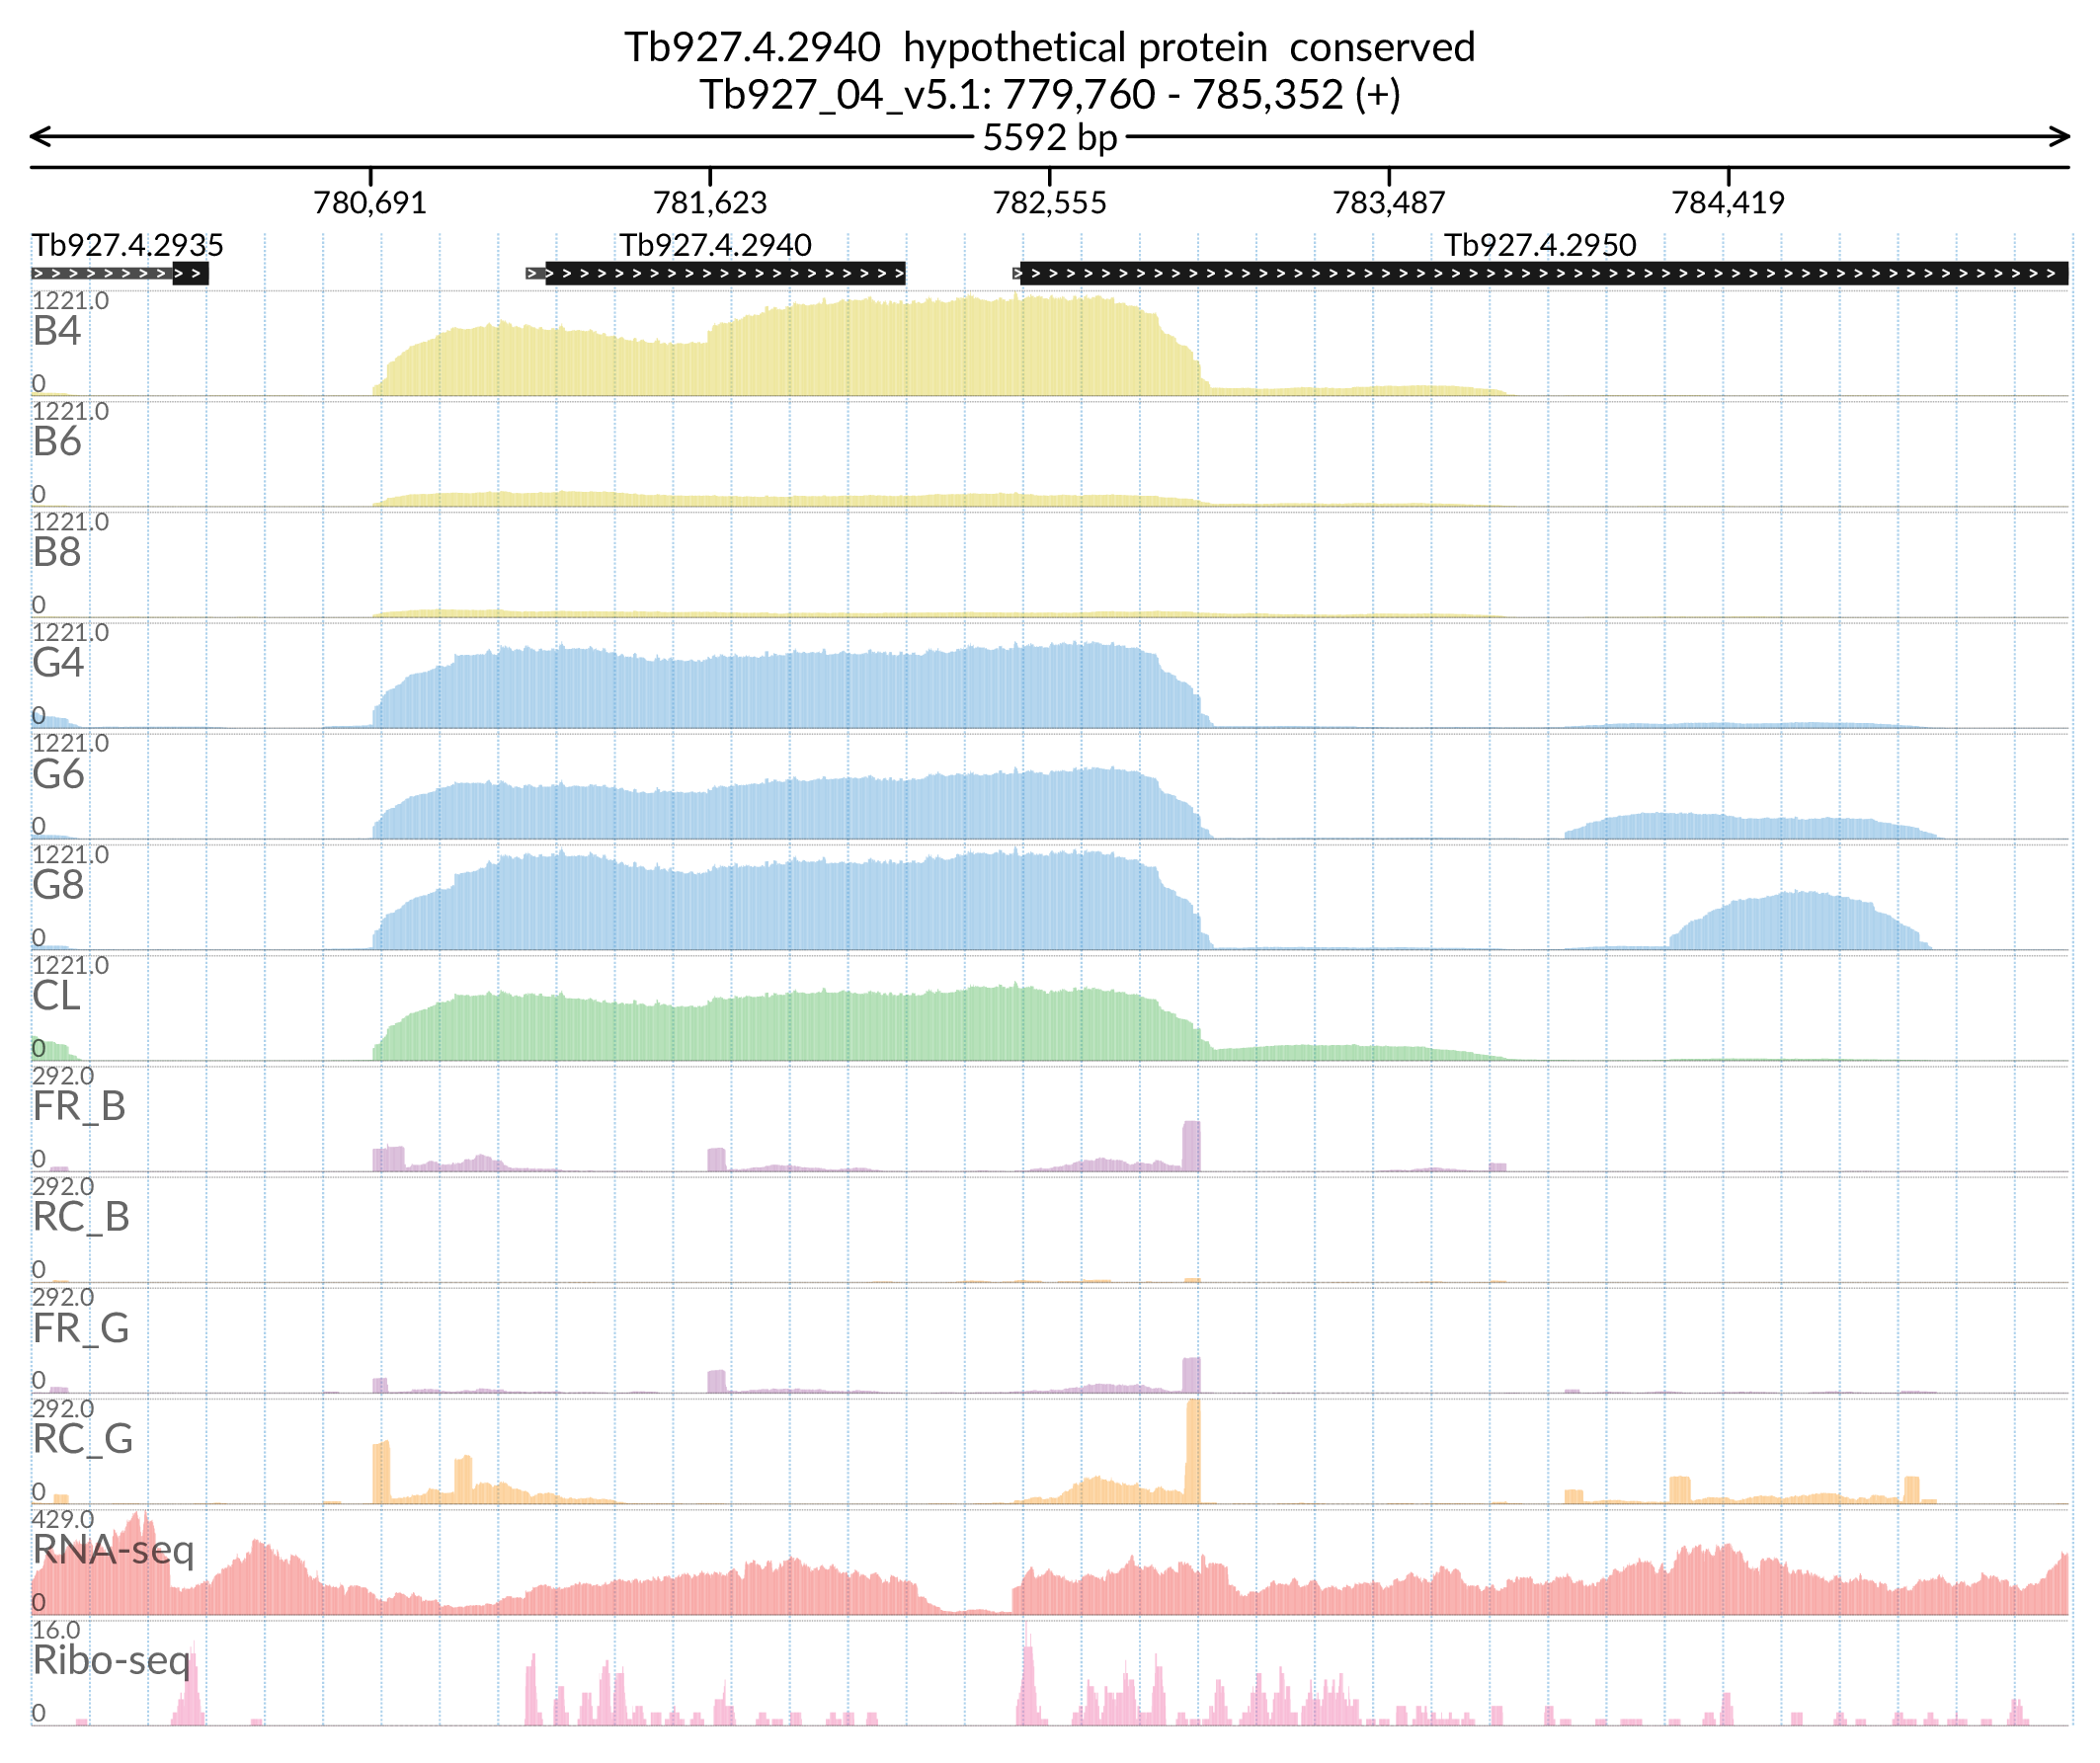 Tb927.4.2940 hypothetical protein conserved
Tb927_04_v5.1: 779,760 - 785,352 (+)
5592 bp
780,691 781,623 782,555 783,487 784,419
Tb927.4.2935 Tb927.4.2940 Tb927.4.2950
1221.0
B4
0
1221.0
B6
0
1221.0
B8
0
1221.0
G4
0
1221.0
G6
0
1221.0
G8
0
1221.0
CL
0
292.0
FR_B
0
292.0
RC_B
0
292.0
FR_G
0
292.0
RC_G
0
429.0
RNA-seq
0
16.0
Ribo-seq
0